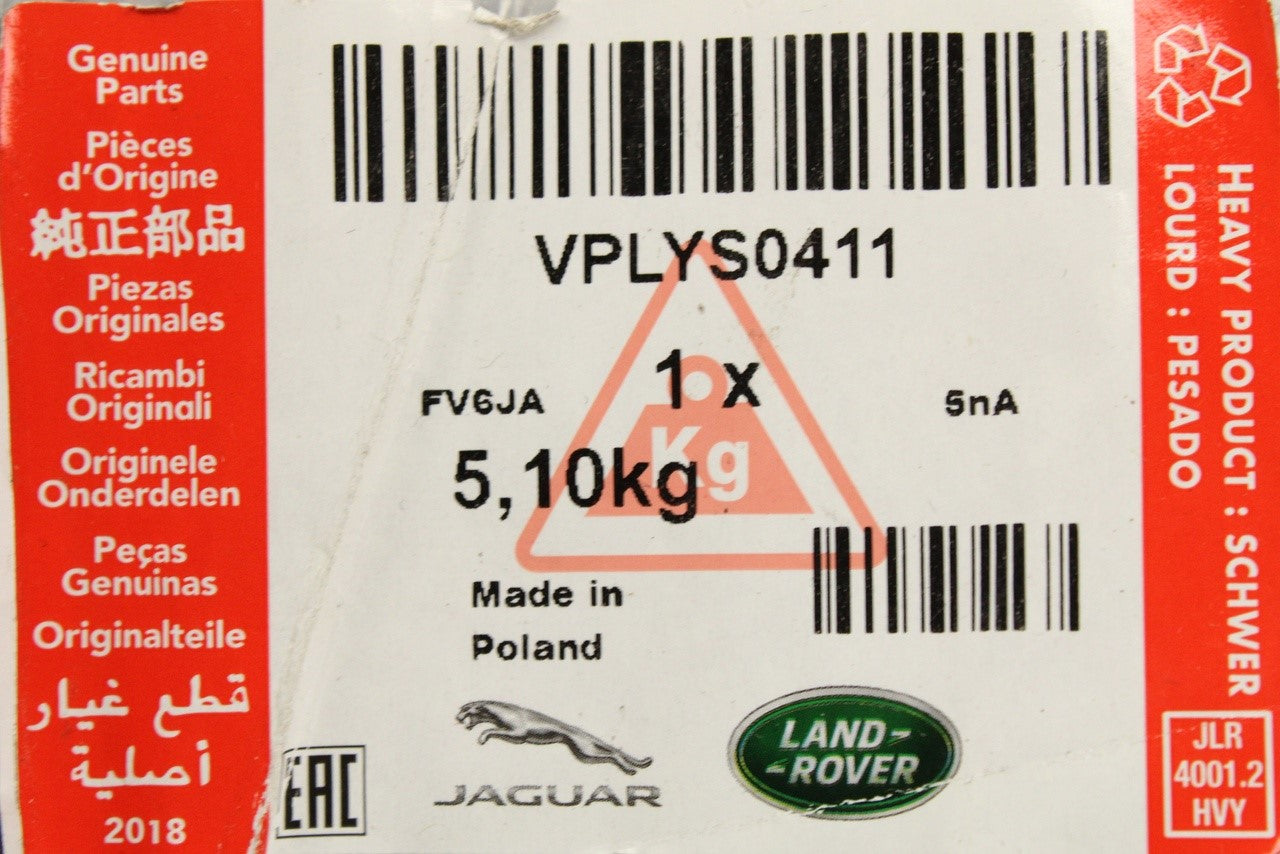 Genuine
Parts
Pièces
d'Origine
純正部品
Piezas
Originales
Ricambi
Originali
Originele
Onderdelen
Peças
Genuinas
Originalteile
قطع غيار
أصلية
2018
VPLYS0411
1 x
FV6JA
5nA
Kg
5,10kg
Made in
Poland
EAC
JAGUAR
LAND-
-ROVER
HEAVY PRODUCT : SCHWER
LOURD : PESADO
JLR
4001.2
HVY